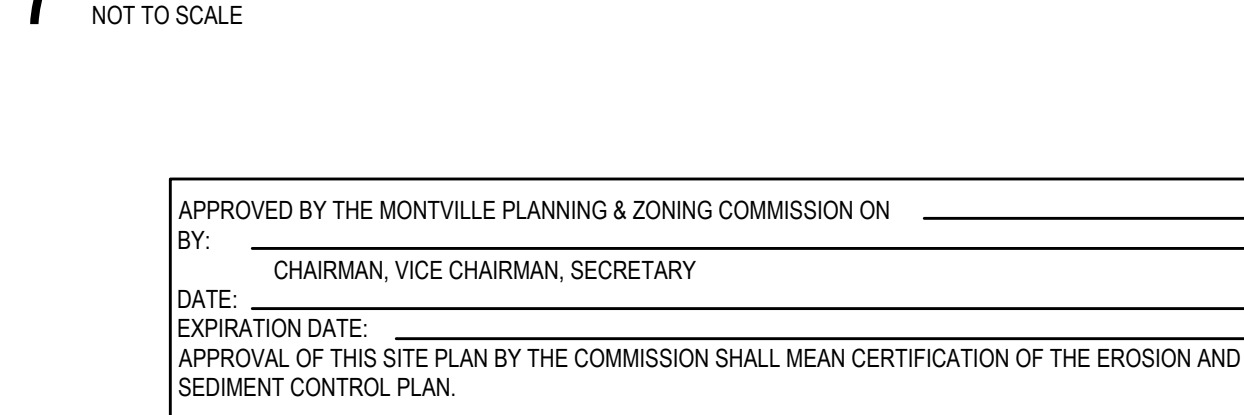 NOT TO SCALE
APPROVED BY THE MONTVILLE PLANNING & ZONING COMMISSION ON
BY:
CHAIRMAN, VICE CHAIRMAN, SECRETARY
DATE:
EXPIRATION DATE:
APPROVAL OF THIS SITE PLAN BY THE COMMISSION SHALL MEAN CERTIFICATION OF THE EROSION AND
SEDIMENT CONTROL PLAN.